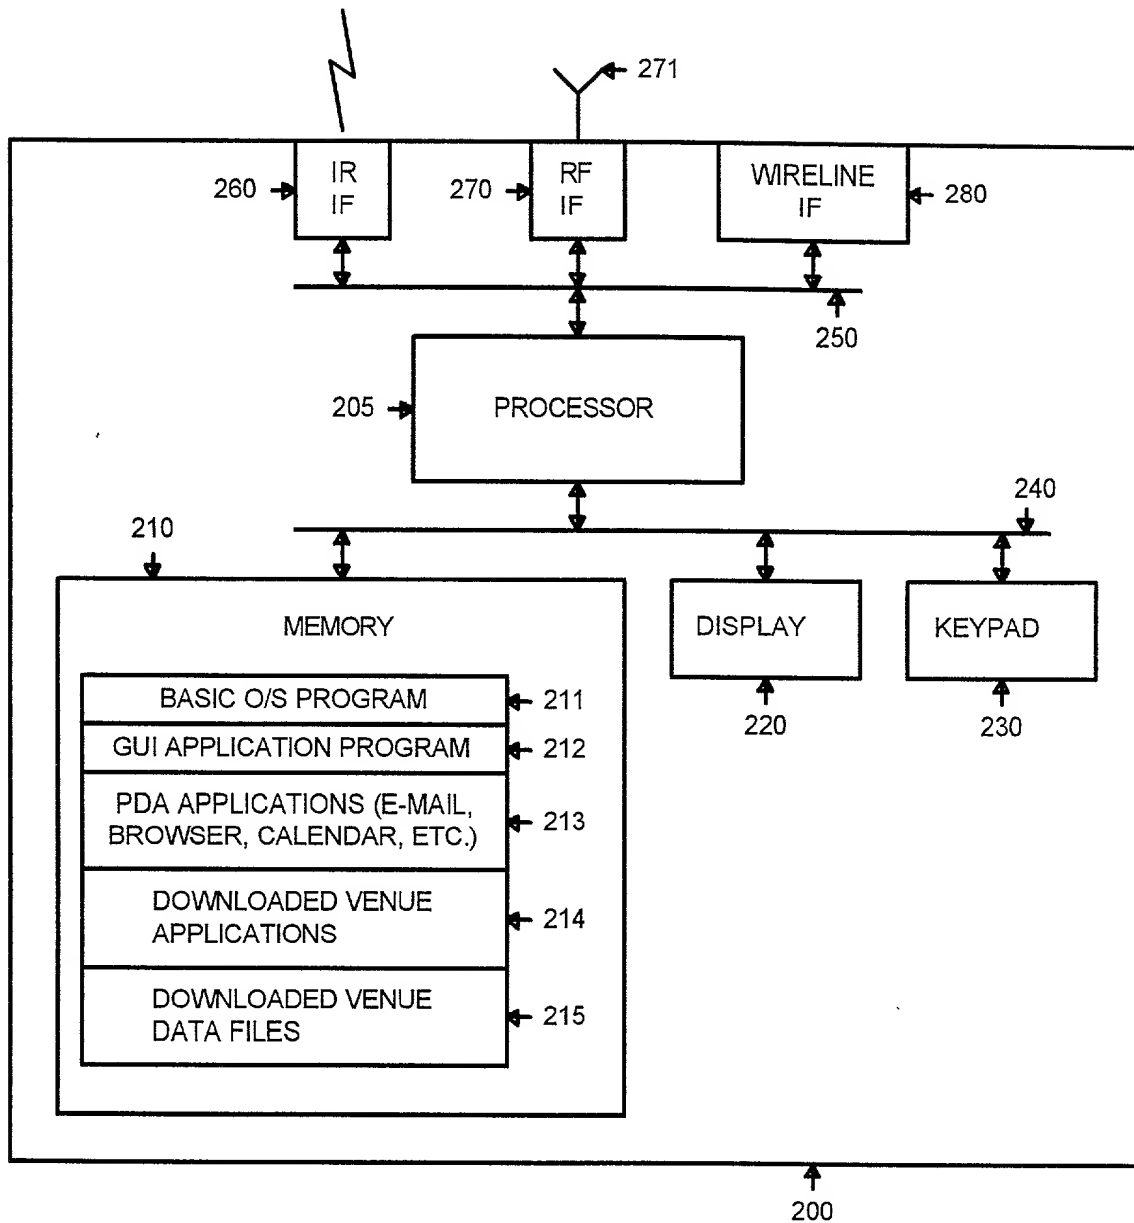 271
260
IR
IF
270
RF
IF
WIRELINE
IF
280
250
205
PROCESSOR
240
210
MEMORY
DISPLAY
KEYPAD
220
230
BASIC O/S PROGRAM
211
GUI APPLICATION PROGRAM
212
PDA APPLICATIONS (E-MAIL,
BROWSER, CALENDAR, ETC.)
213
DOWNLOADED VENUE
APPLICATIONS
214
DOWNLOADED VENUE
DATA FILES
215
200